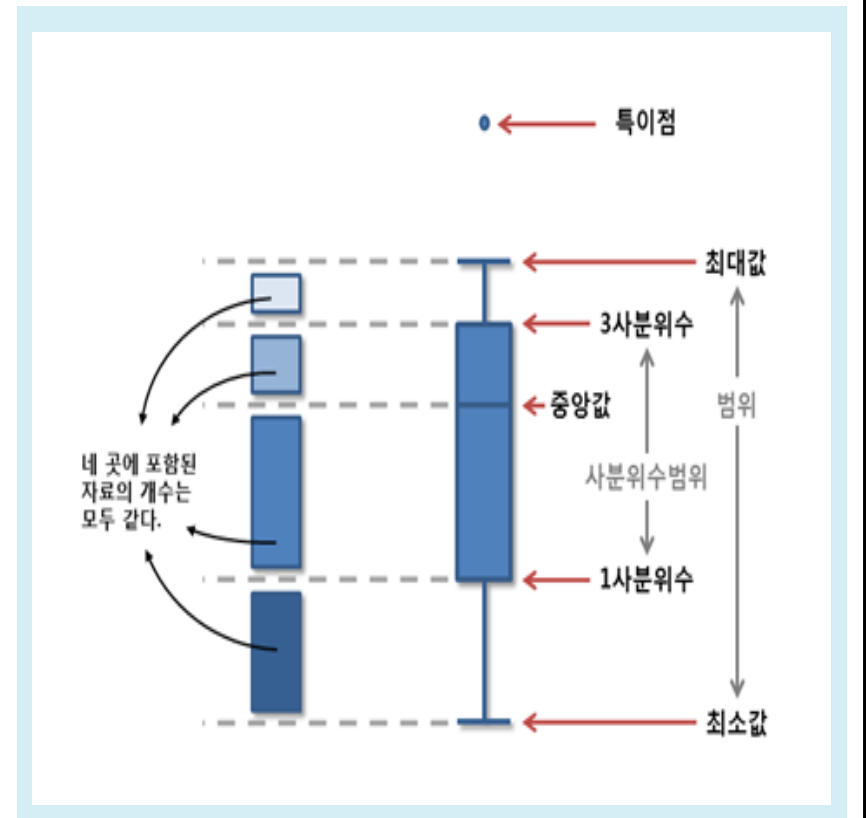 특이점
최대값
3사분위수
중앙값
범위
네 곳에 포함된
자료의 개수는
모두 같다.
사분위수범위
1사분위수
최소값